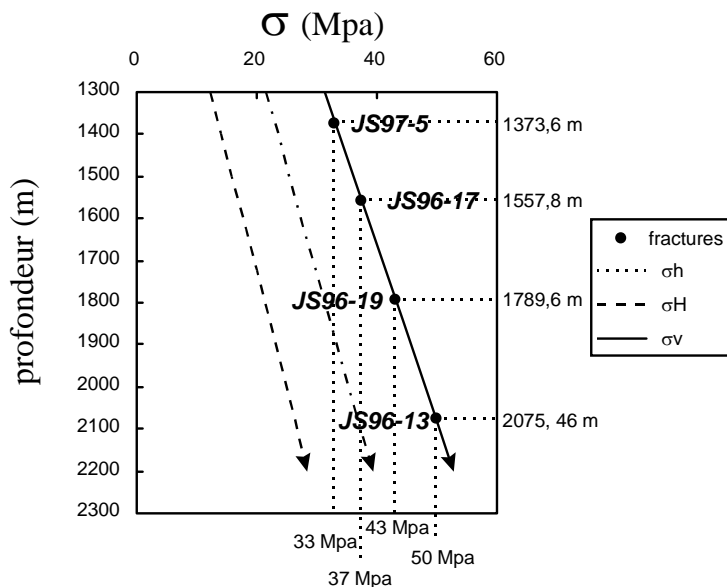 σ (Mpa)
0 20 40 60
profondeur (m)
1300
1400
1500
1600
1700
1800
1900
2000
2100
2200
2300
JS97-5
1373,6 m
JS96-17
1557,8 m
JS96-19
1789,6 m
JS96-13
2075, 46 m
33 Mpa
43 Mpa
50 Mpa
37 Mpa
fractures
σh
σH
σv